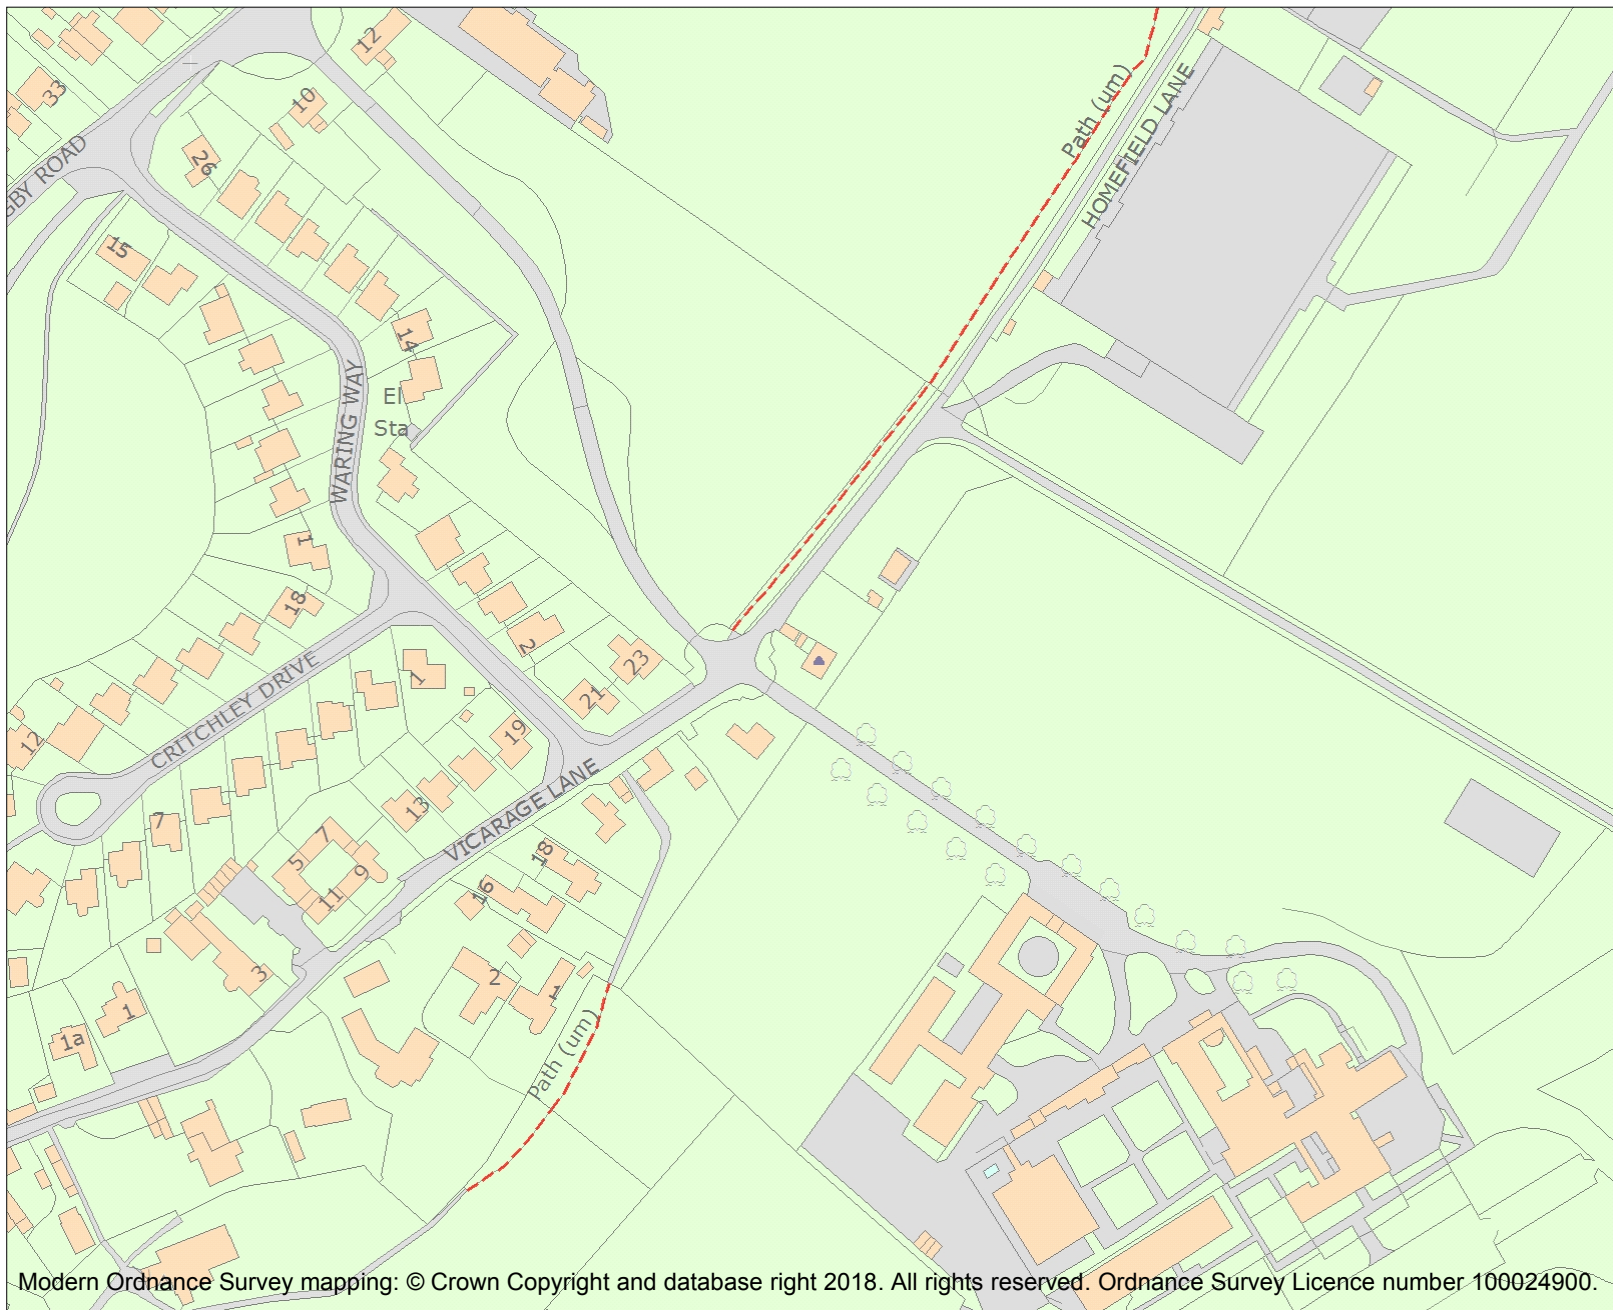 12
33
10
Path (um)
HOMEFIELD LANE
GBY ROAD
26
15
14
El
Sta
WARING WAY
1
18
2
23
CRITCHLEY DRIVE
1
21
12
19
7
13
VICARAGE LANE
7
5
9
11
18
16
3
2
1
1
1a
Path (um)
Modern Ordnance Survey mapping: © Crown Copyright and database right 2018. All rights reserved. Ordnance Survey Licence number 100024900.